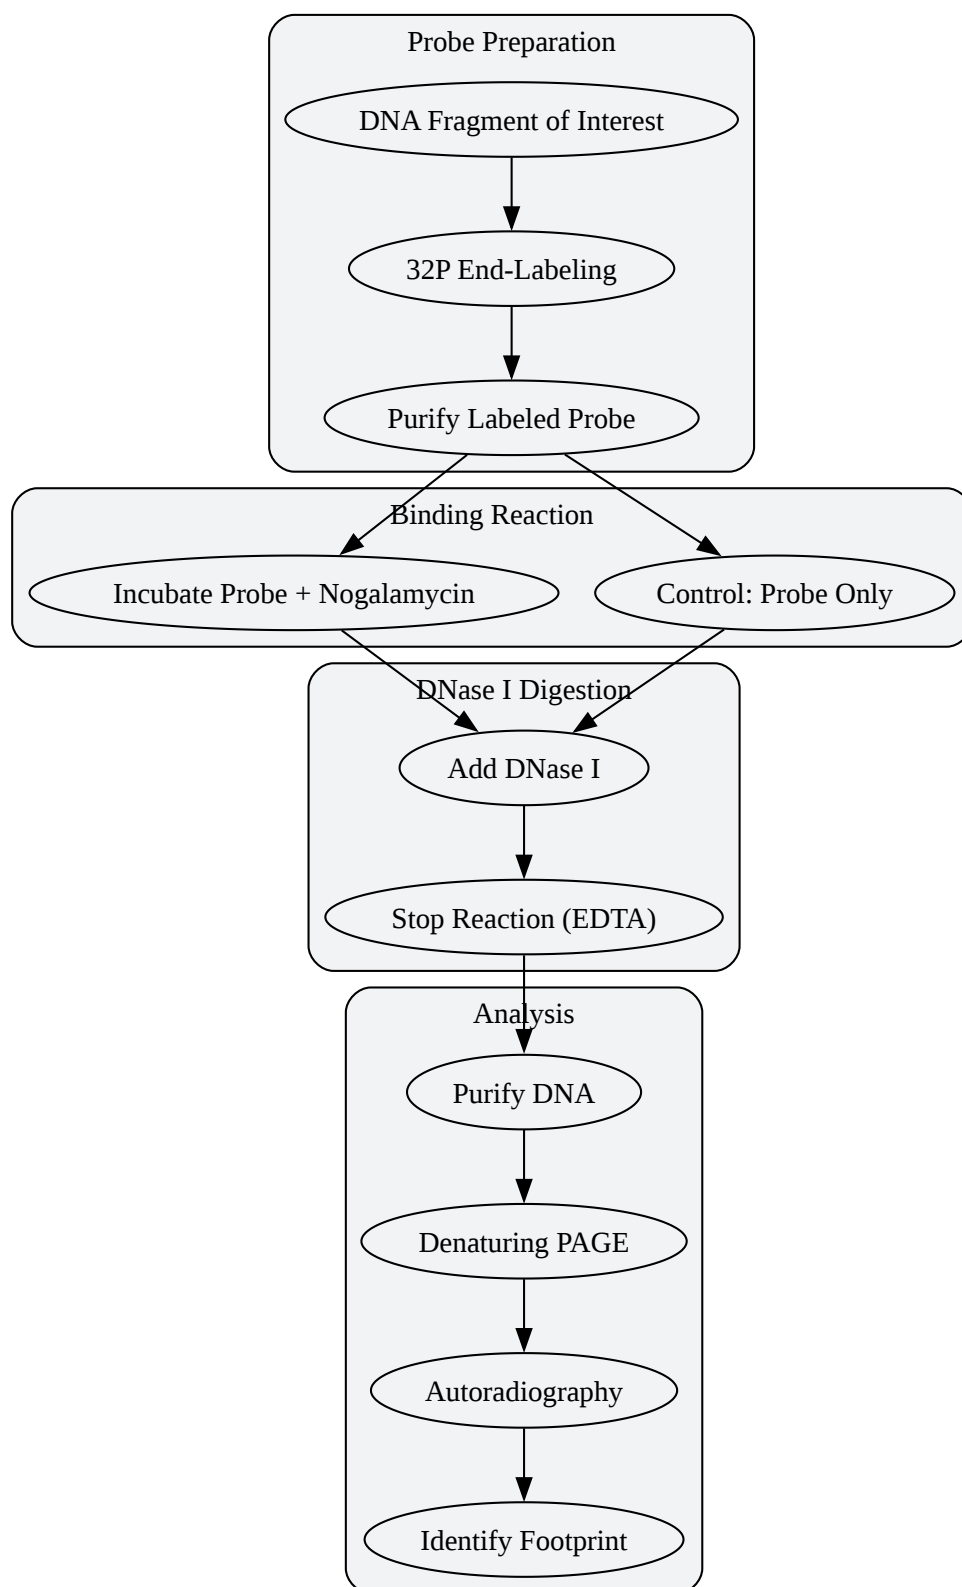 Probe Preparation
DNA Fragment of Interest
32P End-Labeling
Purify Labeled Probe
Binding Reaction
Incubate Probe + Nogalamycin
Control: Probe Only
DNase I Digestion
Add DNase I
Stop Reaction (EDTA)
Analysis
Purify DNA
Denaturing PAGE
Autoradiography
Identify Footprint